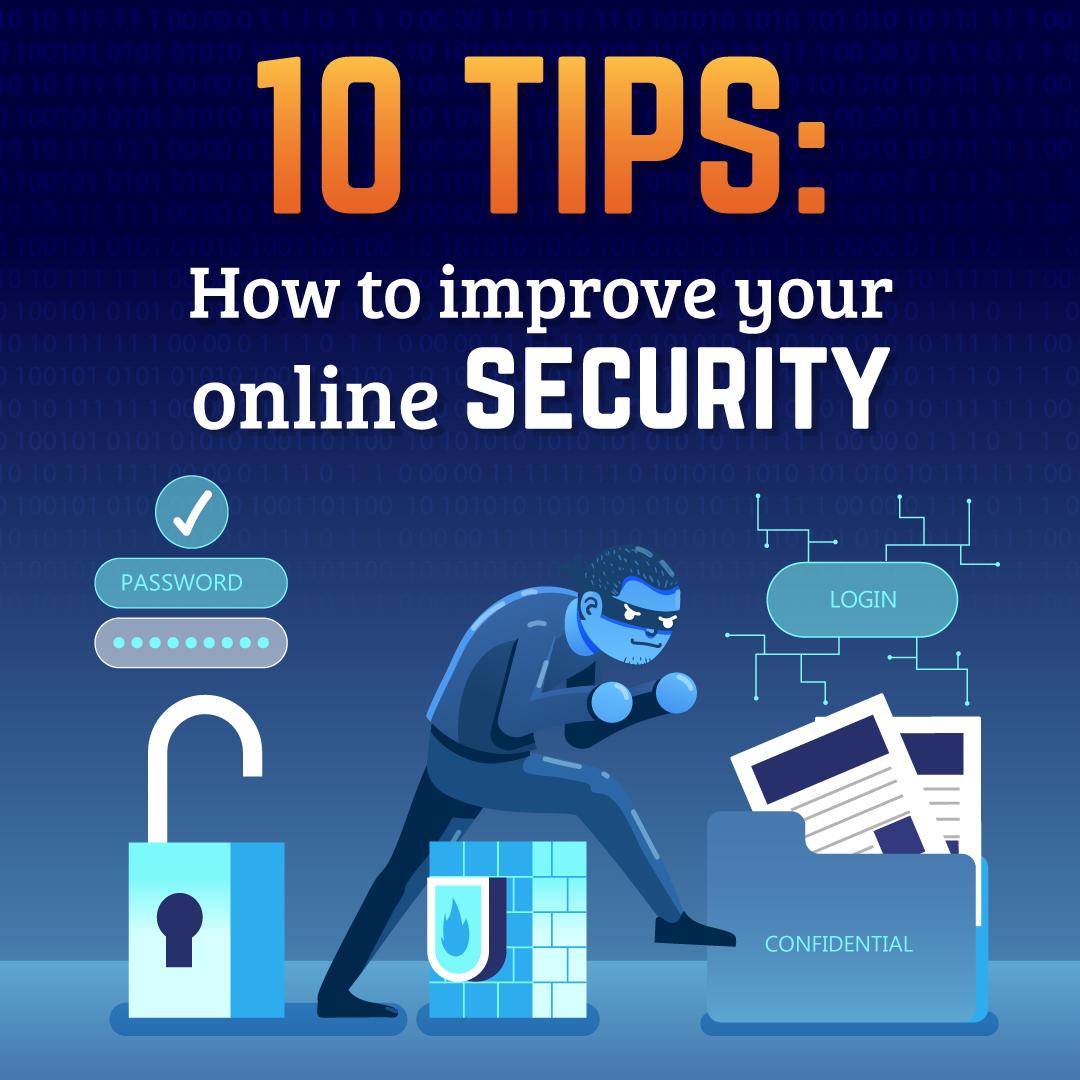 10 TIPS:
How to improve your
online SECURITY
PASSWORD
LOGIN
CONFIDENTIAL